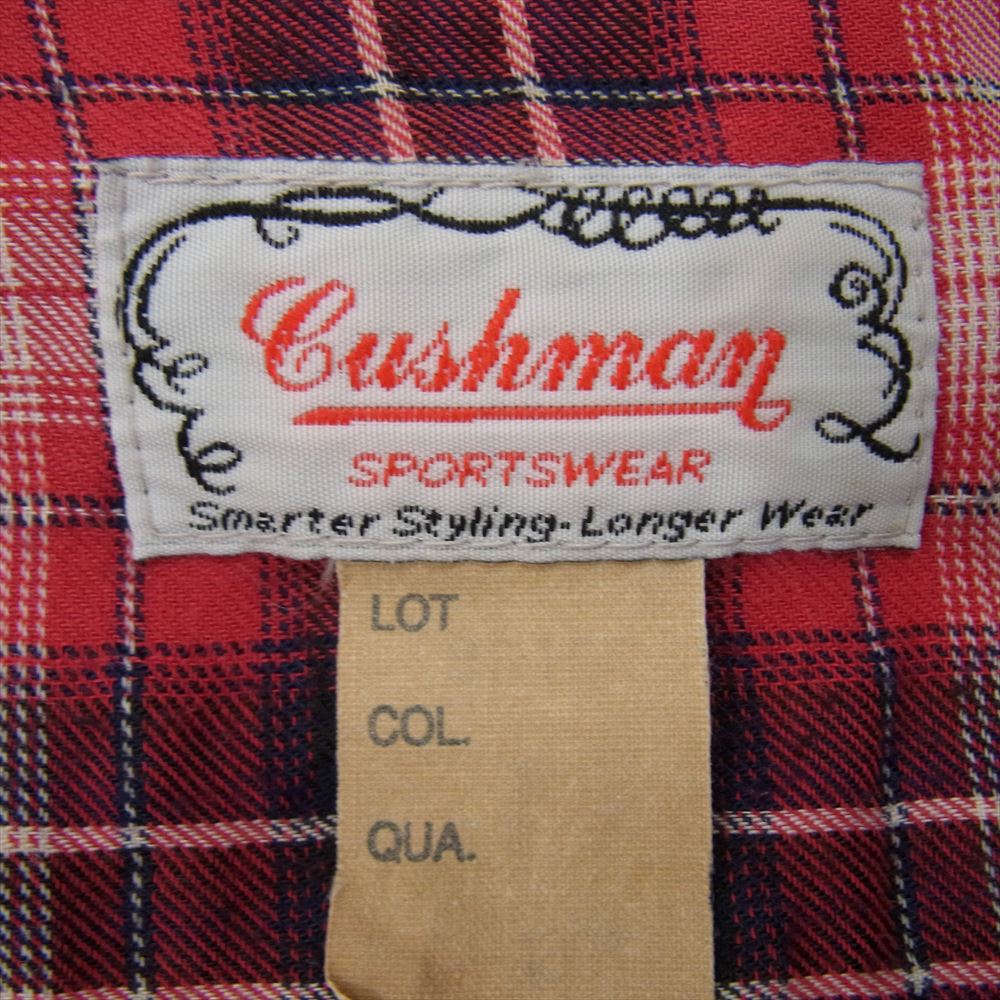 Cushman
SPORTSWEAR
Smarter Styling-Longer Wear
LOT
COL.
QUA.